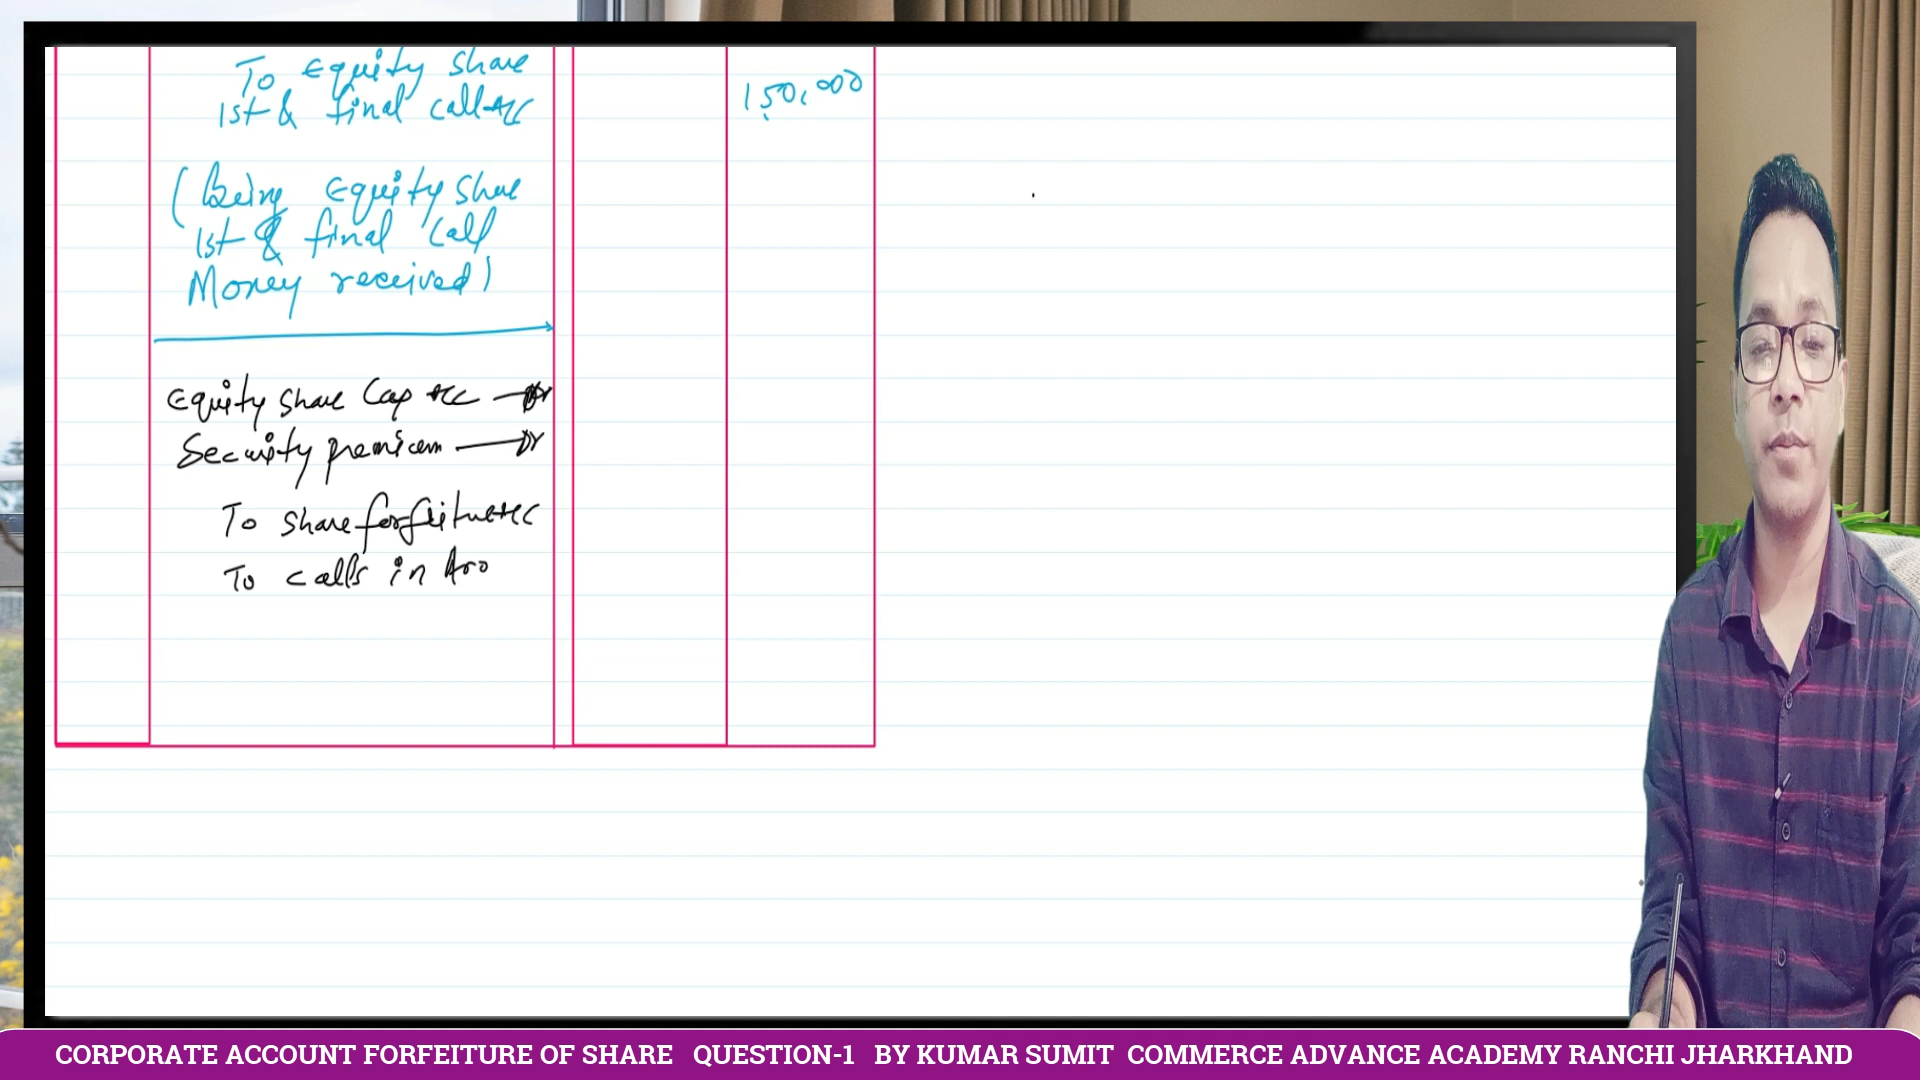 To Equity Share
1st & final call A/c
150,000
(Being Equity Share
1st & final Call
Money received)
Equity Share Cap A/c Dr
Security premium Dr
To Share forfeiture A/c
To calls in Arr
CORPORATE ACCOUNT FORFEITURE OF SHARE QUESTION-1 BY KUMAR SUMIT COMMERCE ADVANCE ACADEMY RANCHI JHARKHAND